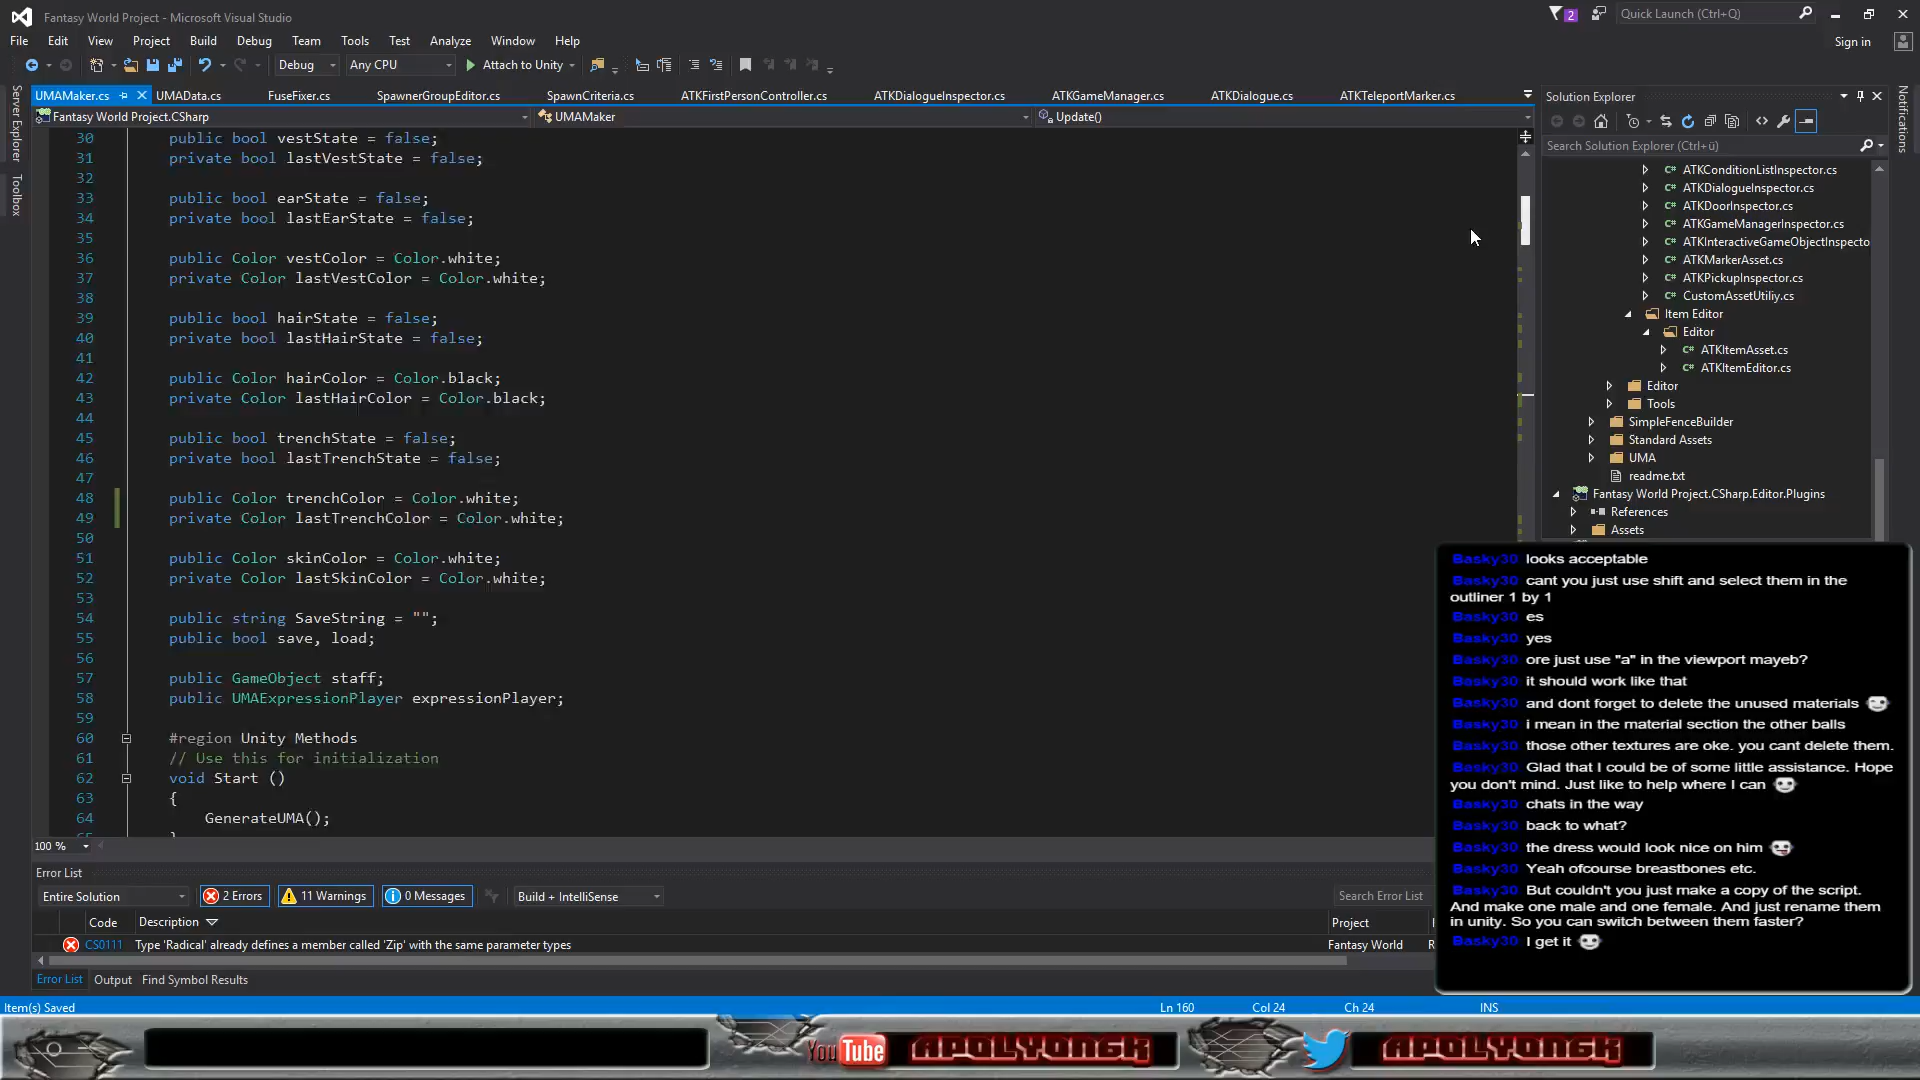 Fantasy World Project - Microsoft Visual Studio
2
Quick Launch (Ctrl+Q)
File Edit View Project Build Debug Team Tools Test Analyze Window Help
Sign in
Debug Any CPU Attach to Unity
UMAMaker.cs UMAData.cs FuseFixer.cs SpawnerGroupEditor.cs SpawnCriteria.cs ATKFirstPersonController.cs ATKDialogueInspector.cs ATKGameManager.cs ATKDialogue.cs ATKTeleportMarker.cs
Fantasy World Project.CSharp UMAMaker Update()
Server Explorer
Toolbox
Notifications
30 public bool vestState = false;
31 private bool lastVestState = false;
32
33 public bool earState = false;
34 private bool lastEarState = false;
35
36 public Color vestColor = Color.white;
37 private Color lastVestColor = Color.white;
38
39 public bool hairState = false;
40 private bool lastHairState = false;
41
42 public Color hairColor = Color.black;
43 private Color lastHairColor = Color.black;
44
45 public bool trenchState = false;
46 private bool lastTrenchState = false;
47
48 public Color trenchColor = Color.white;
49 private Color lastTrenchColor = Color.white;
50
51 public Color skinColor = Color.white;
52 private Color lastSkinColor = Color.white;
53
54 public string SaveString = "";
55 public bool save, load;
56
57 public GameObject staff;
58 public UMAExpressionPlayer expressionPlayer;
59
60 #region Unity Methods
61 // Use this for initialization
62 void Start ()
63 {
64 GenerateUMA();
65 }
100 %
Solution Explorer
Search Solution Explorer (Ctrl+ü)
C# ATKConditionListInspector.cs
C# ATKDialogueInspector.cs
C# ATKDoorInspector.cs
C# ATKGameManagerInspector.cs
C# ATKInteractiveGameObjectInspecto
C# ATKMarkerAsset.cs
C# ATKPickupInspector.cs
C# CustomAssetUtiliy.cs
Item Editor
Editor
C# ATKItemAsset.cs
C# ATKItemEditor.cs
Editor
Tools
SimpleFenceBuilder
Standard Assets
UMA
readme.txt
Fantasy World Project.CSharp.Editor.Plugins
References
Assets
Basky30 looks acceptable
Basky30 cant you just use shift and select them in the
outliner 1 by 1
Basky30 es
Basky30 yes
Basky30 ore just use "a" in the viewport mayeb?
Basky30 it should work like that
Basky30 and dont forget to delete the unused materials
Basky30 i mean in the material section the other balls
Basky30 those other textures are oke. you cant delete them.
Basky30 Glad that I could be of some little assistance. Hope
you don't mind. Just like to help where I can
Basky30 chats in the way
Basky30 back to what?
Basky30 the dress would look nice on him
Basky30 Yeah ofcourse breastbones etc.
Basky30 But couldn't you just make a copy of the script.
And make one male and one female. And just rename them
in unity. So you can switch between them faster?
Basky30 I get it
Error List
Entire Solution 2 Errors 11 Warnings 0 Messages Build + IntelliSense Search Error List
Code Description Project
CS0111 Type 'Radical' already defines a member called 'Zip' with the same parameter types Fantasy World R
Error List Output Find Symbol Results
Item(s) Saved Ln 160 Col 24 Ch 24 INS
YouTube APOLYONGK APOLYONGK